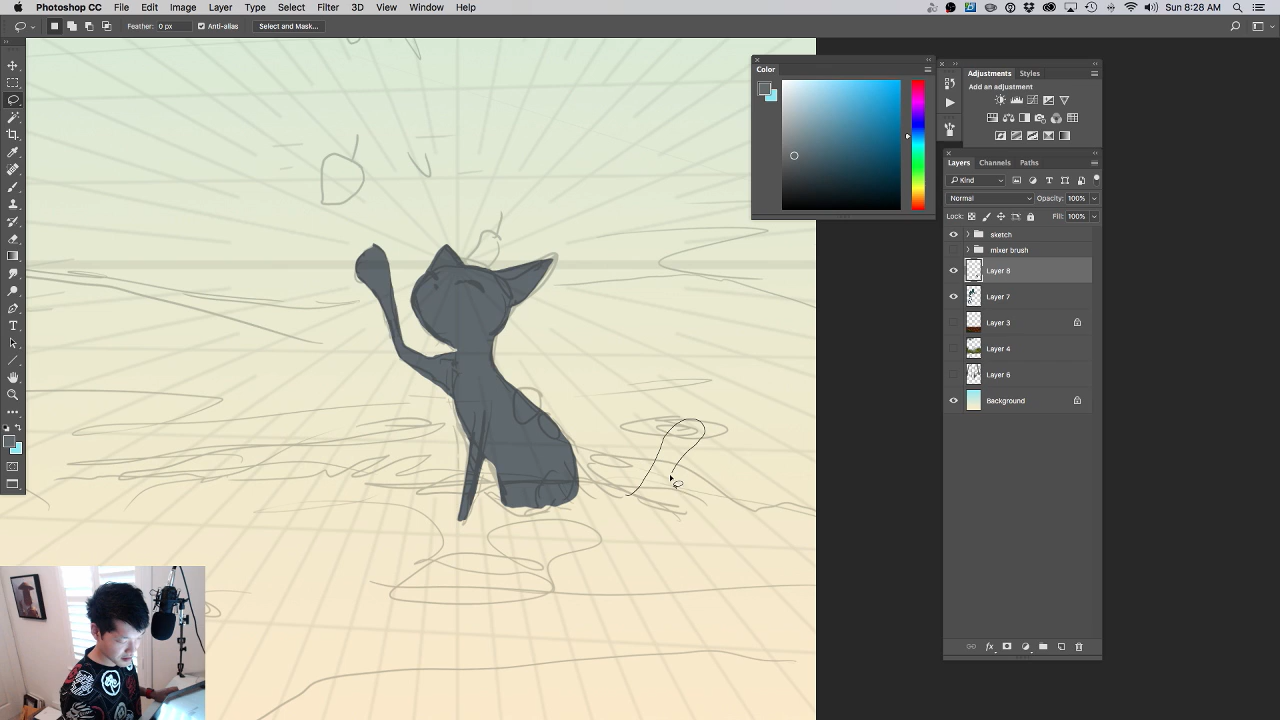 Photoshop CC File Edit Image Layer Type Select Filter 3D View Window Help Sun 8:28 AM
Feather: 0 px Anti-alias Select and Mask...
Color
Adjustments Styles
Add an adjustment
Layers Channels Paths
Kind
Normal Opacity: 100%
Lock: Fill: 100%
sketch
mixer brush
Layer 8
Layer 7
Layer 3
Layer 4
Layer 6
Background
fx